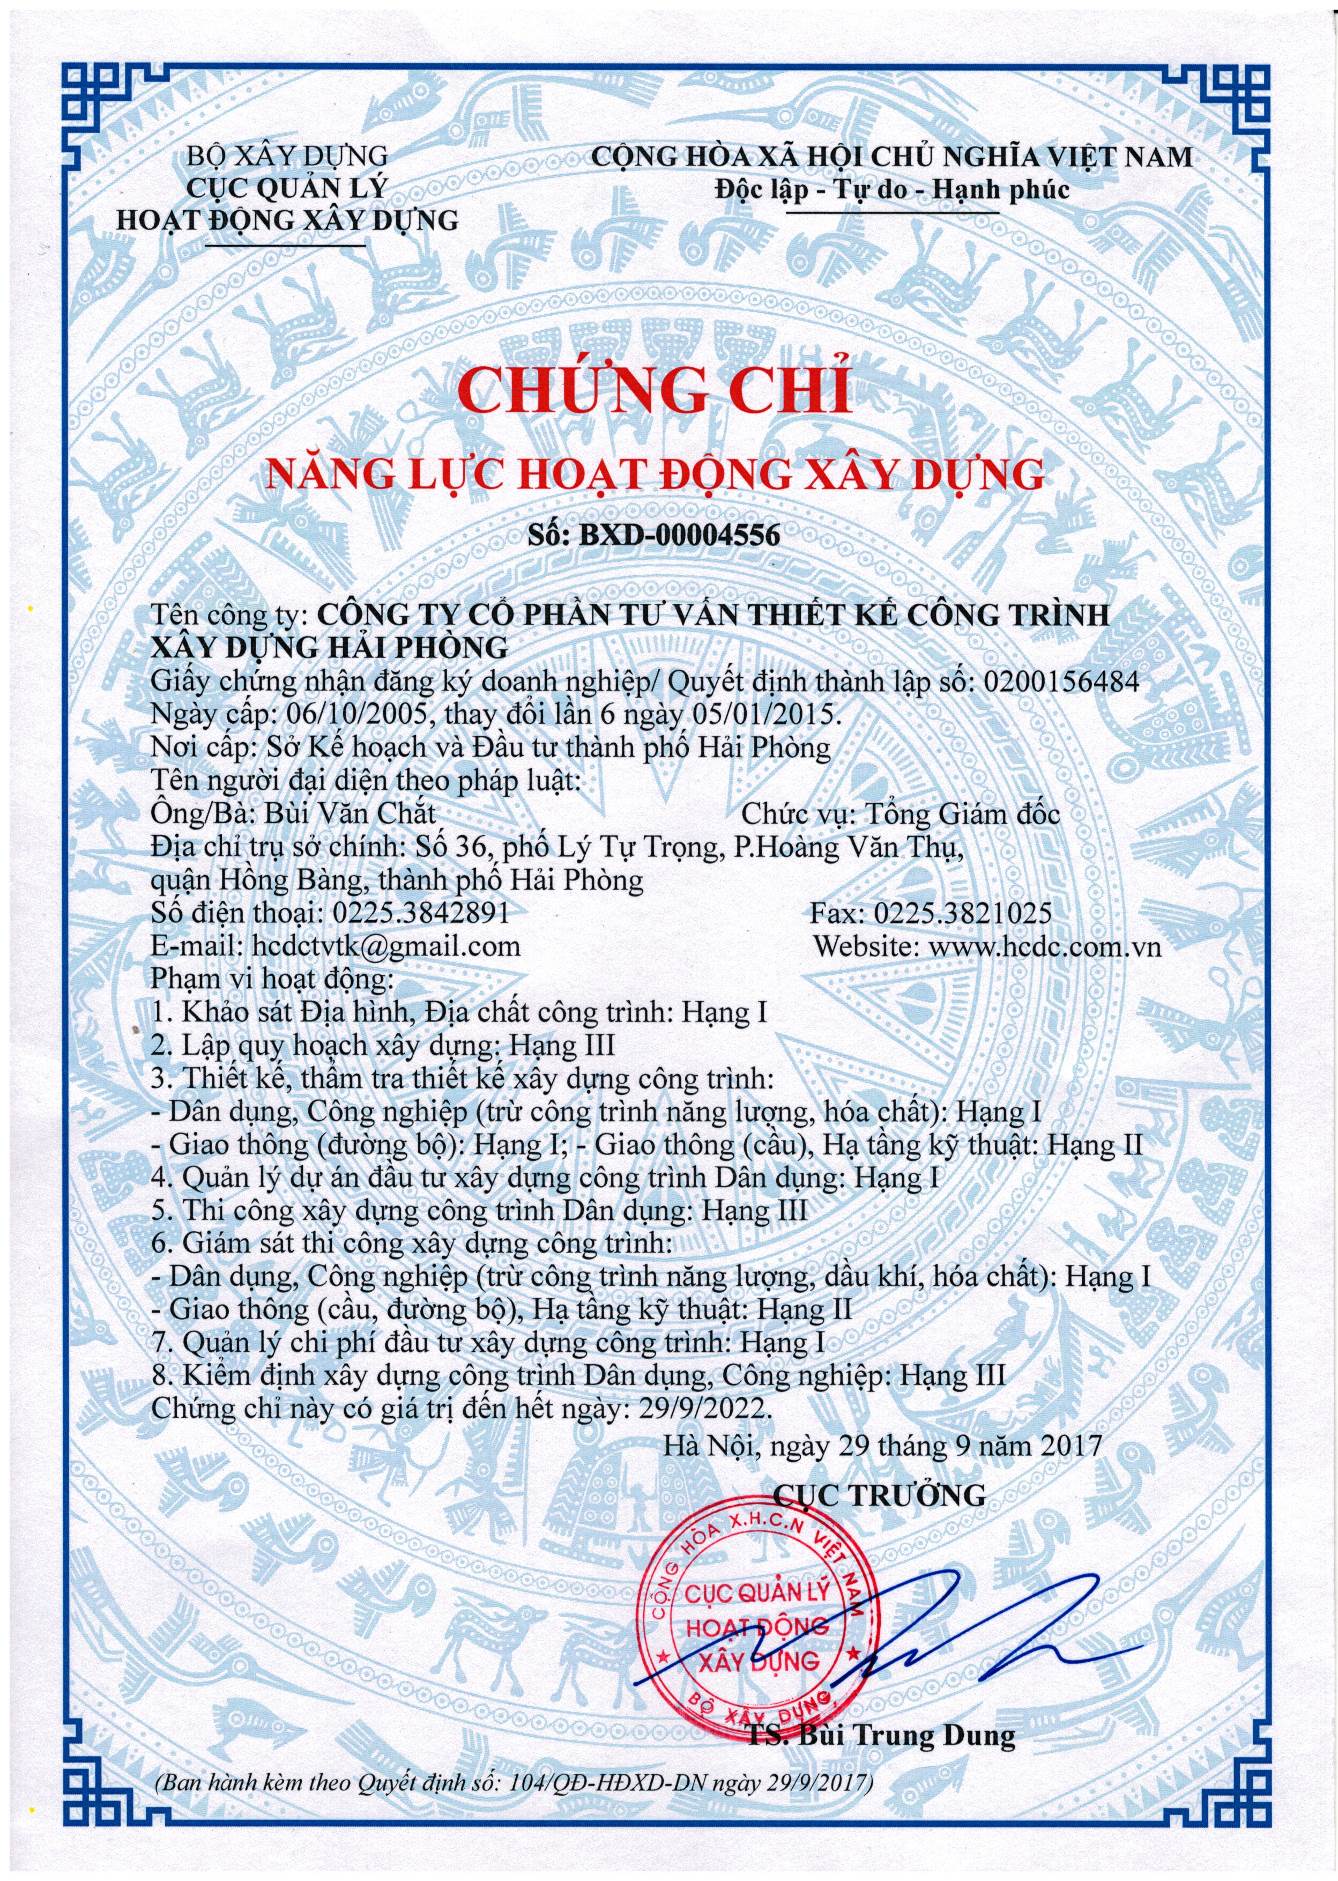 BỘ XÂY DỰNG
CỤC QUẢN LÝ
HOẠT ĐỘNG XÂY DỰNG
CỘNG HÒA XÃ HỘI CHỦ NGHĨA VIỆT NAM
Độc lập - Tự do - Hạnh phúc
CHỨNG CHỈ
NĂNG LỰC HOẠT ĐỘNG XÂY DỰNG
Số: BXD-00004556
Tên công ty: CÔNG TY CỔ PHẦN TƯ VẤN THIẾT KẾ CÔNG TRÌNH
XÂY DỰNG HẢI PHÒNG
Giấy chứng nhận đăng ký doanh nghiệp/ Quyết định thành lập số: 0200156484
Ngày cấp: 06/10/2005, thay đổi lần 6 ngày 05/01/2015.
Nơi cấp: Sở Kế hoạch và Đầu tư thành phố Hải Phòng
Tên người đại diện theo pháp luật:
Ông/Bà: Bùi Văn Chắt Chức vụ: Tổng Giám đốc
Địa chỉ trụ sở chính: Số 36, phố Lý Tự Trọng, P.Hoàng Văn Thụ,
quận Hồng Bàng, thành phố Hải Phòng
Số điện thoại: 0225.3842891 Fax: 0225.3821025
E-mail: hcdctvtk@gmail.com Website: www.hcdc.com.vn
Phạm vi hoạt động:
1. Khảo sát Địa hình, Địa chất công trình: Hạng I
2. Lập quy hoạch xây dựng: Hạng III
3. Thiết kế, thẩm tra thiết kế xây dựng công trình:
- Dân dụng, Công nghiệp (trừ công trình năng lượng, hóa chất): Hạng I
- Giao thông (đường bộ): Hạng I; - Giao thông (cầu), Hạ tầng kỹ thuật: Hạng II
4. Quản lý dự án đầu tư xây dựng công trình Dân dụng: Hạng I
5. Thi công xây dựng công trình Dân dụng: Hạng III
6. Giám sát thi công xây dựng công trình:
- Dân dụng, Công nghiệp (trừ công trình năng lượng, dầu khí, hóa chất): Hạng I
- Giao thông (cầu, đường bộ), Hạ tầng kỹ thuật: Hạng II
7. Quản lý chi phí đầu tư xây dựng công trình: Hạng I
8. Kiểm định xây dựng công trình Dân dụng, Công nghiệp: Hạng III
Chứng chỉ này có giá trị đến hết ngày: 29/9/2022.
Hà Nội, ngày 29 tháng 9 năm 2017
CỤC TRƯỞNG
CỘNG HÒA X.H.C.N VIỆT NAM
CỤC QUẢN LÝ
HOẠT ĐỘNG
XÂY DỰNG
BỘ XÂY DỰNG
TS. Bùi Trung Dung
(Ban hành kèm theo Quyết định số: 104/QĐ-HĐXD-DN ngày 29/9/2017)